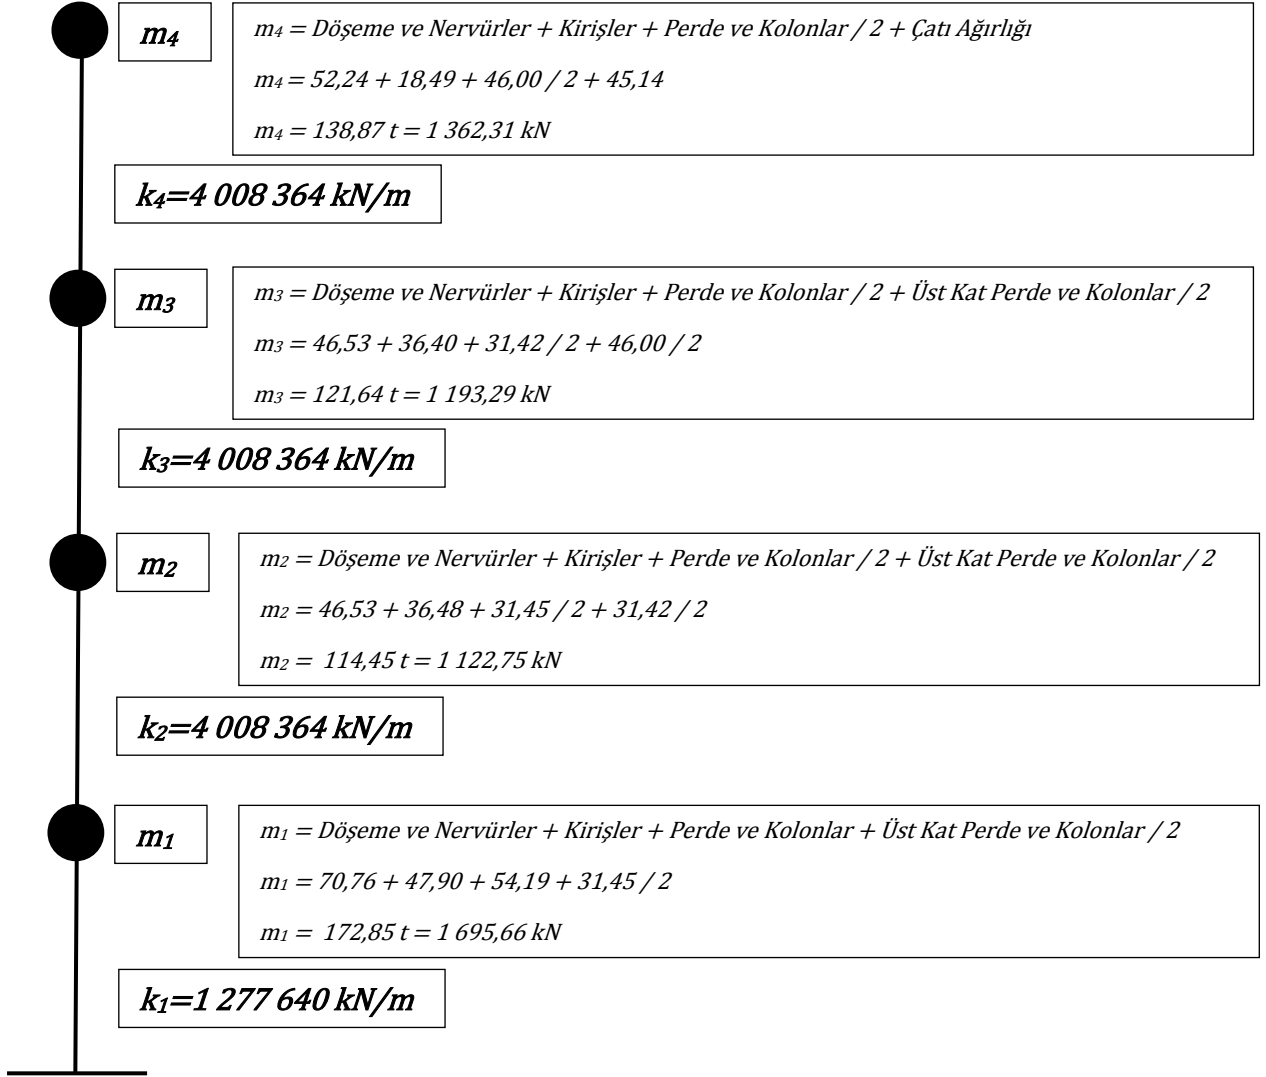 m4
m4 = Döşeme ve Nervürler + Kirişler + Perde ve Kolonlar / 2 + Çatı Ağırlığı
m4 = 52,24 + 18,49 + 46,00 / 2 + 45,14
m4 = 138,87 t = 1 362,31 kN
k4=4 008 364 kN/m
m3
m3 = Döşeme ve Nervürler + Kirişler + Perde ve Kolonlar / 2 + Üst Kat Perde ve Kolonlar / 2
m3 = 46,53 + 36,40 + 31,42 / 2 + 46,00 / 2
m3 = 121,64 t = 1 193,29 kN
k3=4 008 364 kN/m
m2
m2 = Döşeme ve Nervürler + Kirişler + Perde ve Kolonlar / 2 + Üst Kat Perde ve Kolonlar / 2
m2 = 46,53 + 36,48 + 31,45 / 2 + 31,42 / 2
m2 = 114,45 t = 1 122,75 kN
k2=4 008 364 kN/m
m1
m1 = Döşeme ve Nervürler + Kirişler + Perde ve Kolonlar + Üst Kat Perde ve Kolonlar / 2
m1 = 70,76 + 47,90 + 54,19 + 31,45 / 2
m1 = 172,85 t = 1 695,66 kN
k1=1 277 640 kN/m